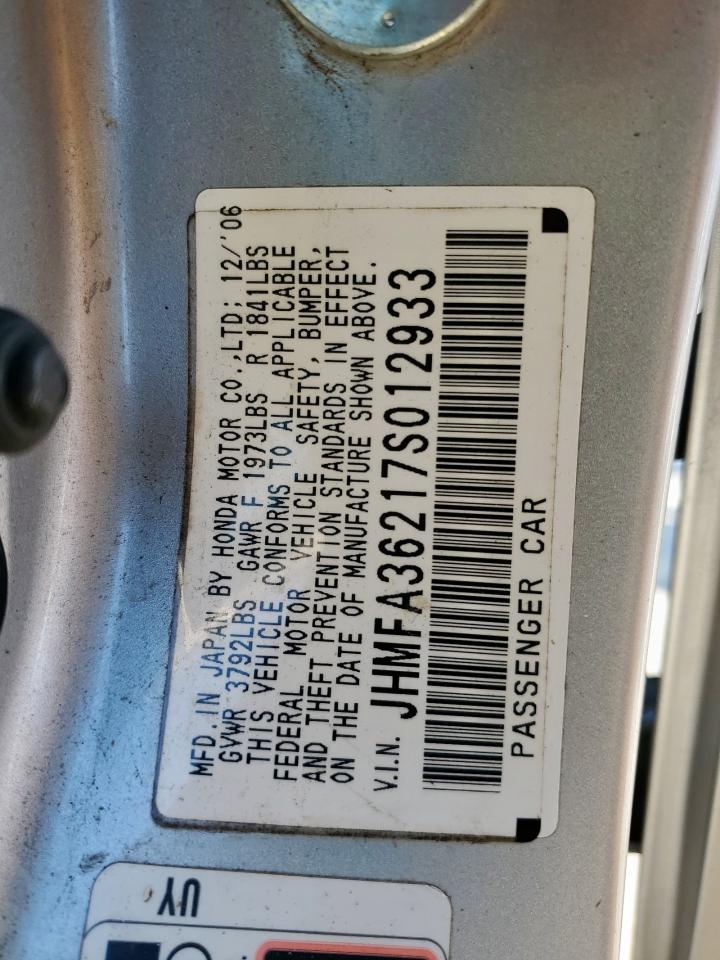 MFD. IN JAPAN BY HONDA MOTOR CO.,LTD; 12/'06
GVWR 3792LBS GAWR F 1973LBS R 1841LBS
THIS VEHICLE CONFORMS TO ALL APPLICABLE
FEDERAL MOTOR VEHICLE SAFETY, BUMPER,
AND THEFT PREVENTION STANDARDS IN EFFECT
ON THE DATE OF MANUFACTURE SHOWN ABOVE.
V.I.N. JHMFA36217S012933
PASSENGER CAR
UY